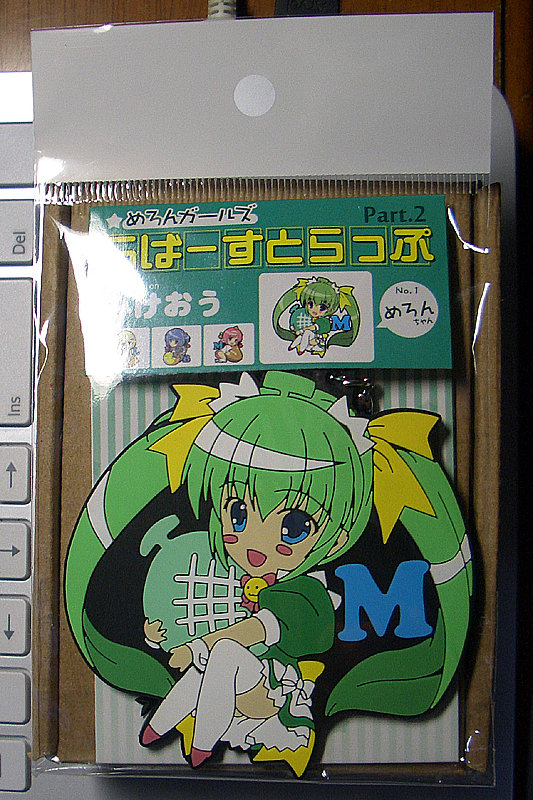 ★めろんガールズ
Part.2
らばーすとらっぷ
けおう
No.1
めろん
ちゃん
M
M
Del
Ins